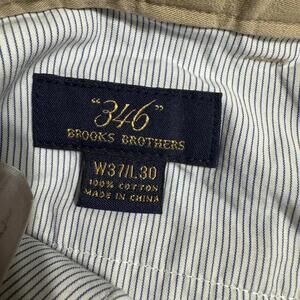 "346"
BROOKS BROTHERS
W37/L30
100% COTTON
MADE IN CHINA